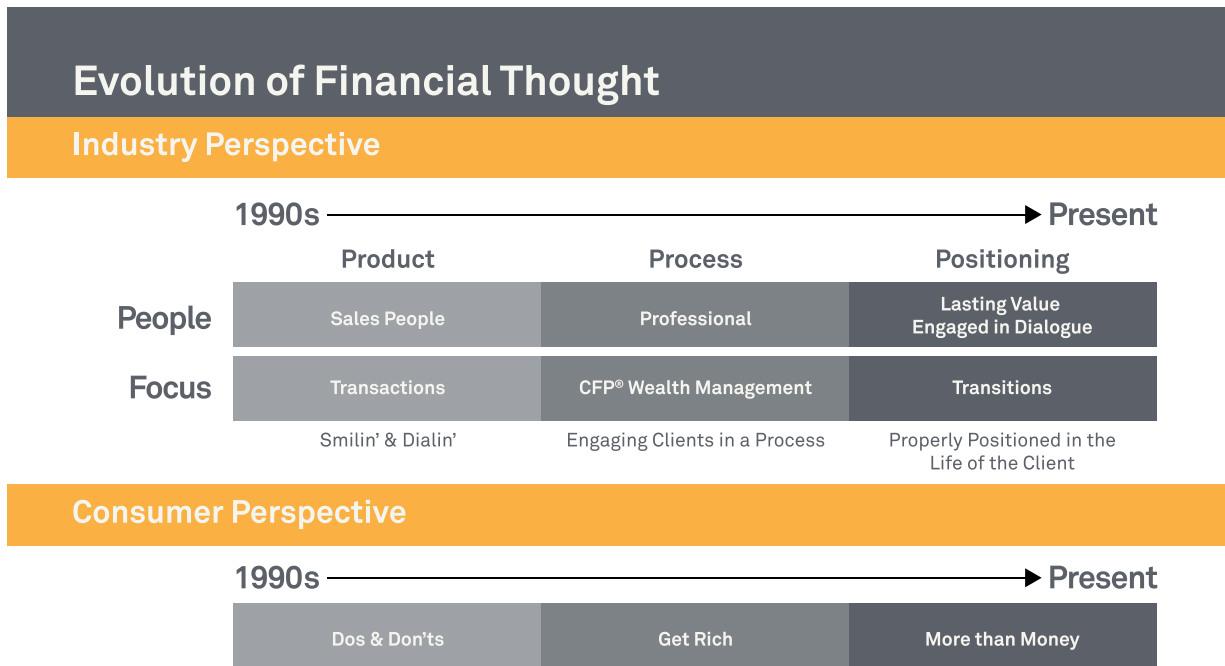 Evolution of Financial Thought
Industry Perspective
1990s Present
Product Process Positioning
People Sales People Professional Lasting Value
Engaged in Dialogue
Focus Transactions CFP® Wealth Management Transitions
Smilin’ & Dialin’ Engaging Clients in a Process Properly Positioned in the
Life of the Client
Consumer Perspective
1990s Present
Dos & Don’ts Get Rich More than Money